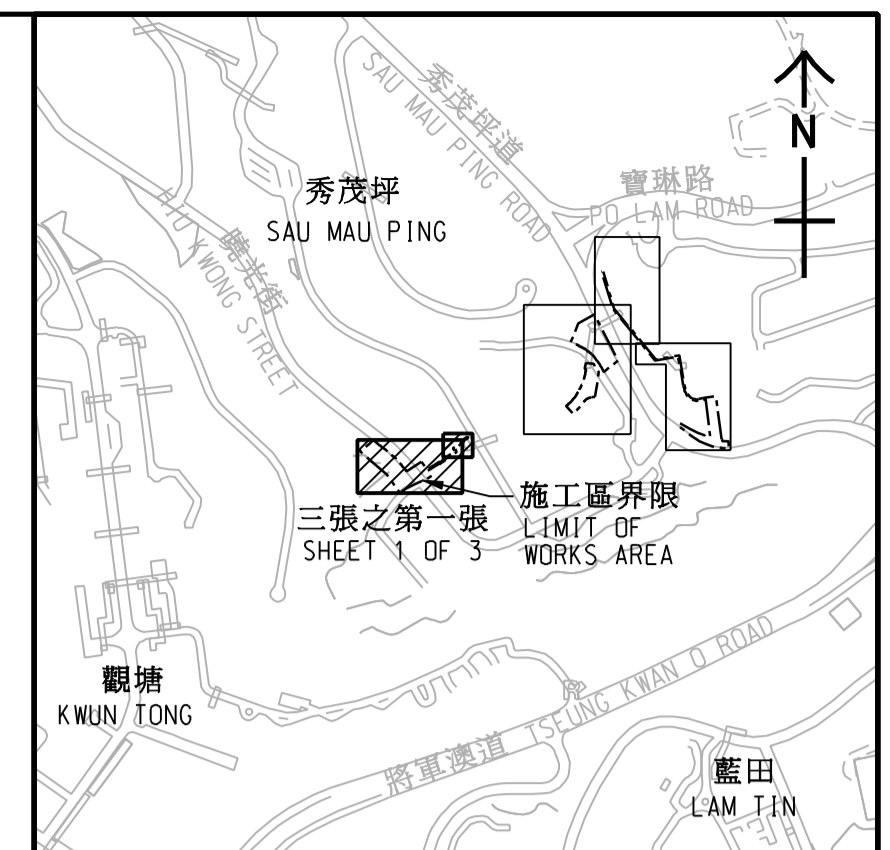 秀茂坪道
SAU MAU PING ROAD
N
寶琳路
PO LAM ROAD
秀茂坪
SAU MAU PING
曉光街
HIU KWONG STREET
施工區界限
LIMIT OF
WORKS AREA
三張之第一張
SHEET 1 OF 3
觀塘
KWUN TONG
將軍澳道 TSEUNG KWAN O ROAD
藍田
LAM TIN